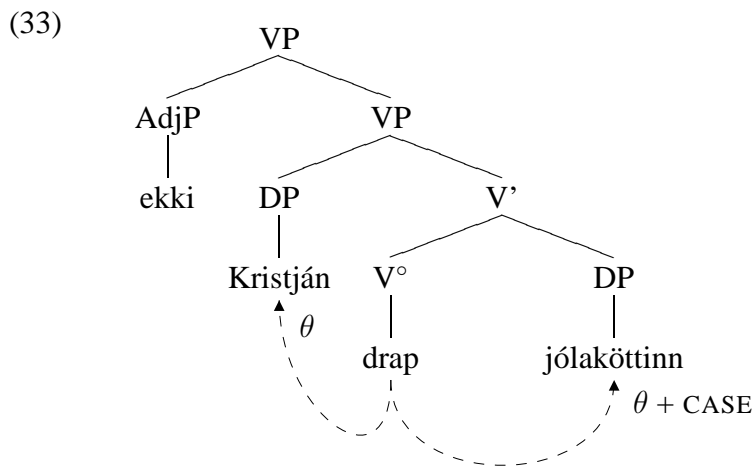 (33)
VP
AdjP VP
ekki DP V’
Kristján V° DP
θ
drap jólaköttinn
θ + CASE